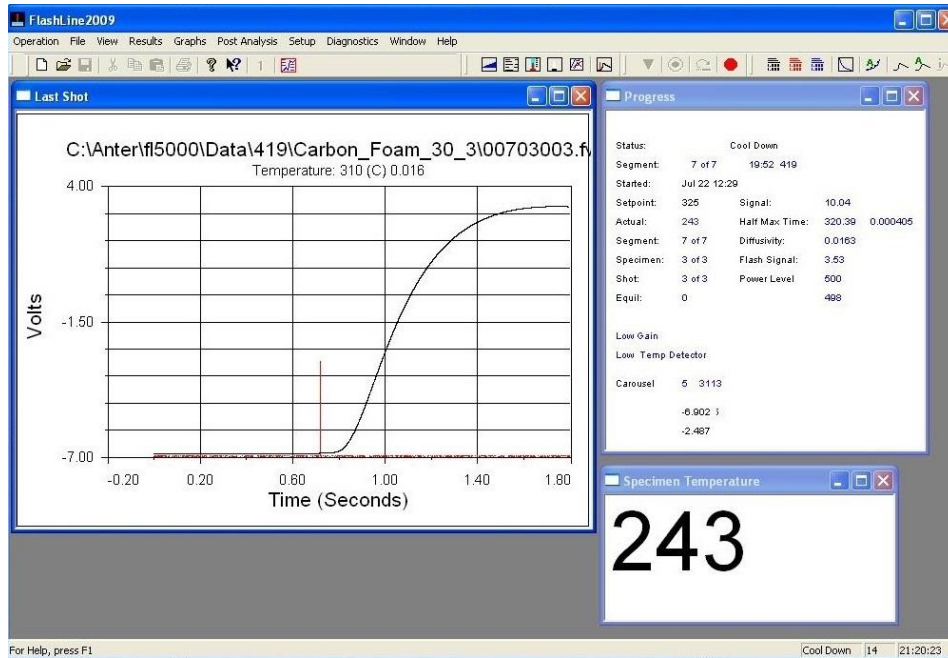 FlashLine2009
Operation File View Results Graphs Post Analysis Setup Diagnostics Window Help
Last Shot
C:\Anter\fl5000\Data\419\Carbon_Foam_30_3\00703003.f
Temperature: 310 (C) 0.016
4.00
-1.50
-7.00
Volts
-0.20 0.20 0.60 1.00 1.40 1.80
Time (Seconds)
Progress
Status: Cool Down
Segment: 7 of 7 19:52 419
Started: Jul 22 12:29
Setpoint: 325 Signal: 10.04
Actual: 243 Half Max Time: 320.39 0.000405
Segment: 7 of 7 Diffusivity: 0.0163
Specimen: 3 of 3 Flash Signal: 3.53
Shot: 3 of 3 Power Level 500
Equil: 0 498
Low Gain
Low Temp Detector
Carousel 5 3113
-6.902
-2.487
Specimen Temperature
243
For Help, press F1
Cool Down 14 21:20:23